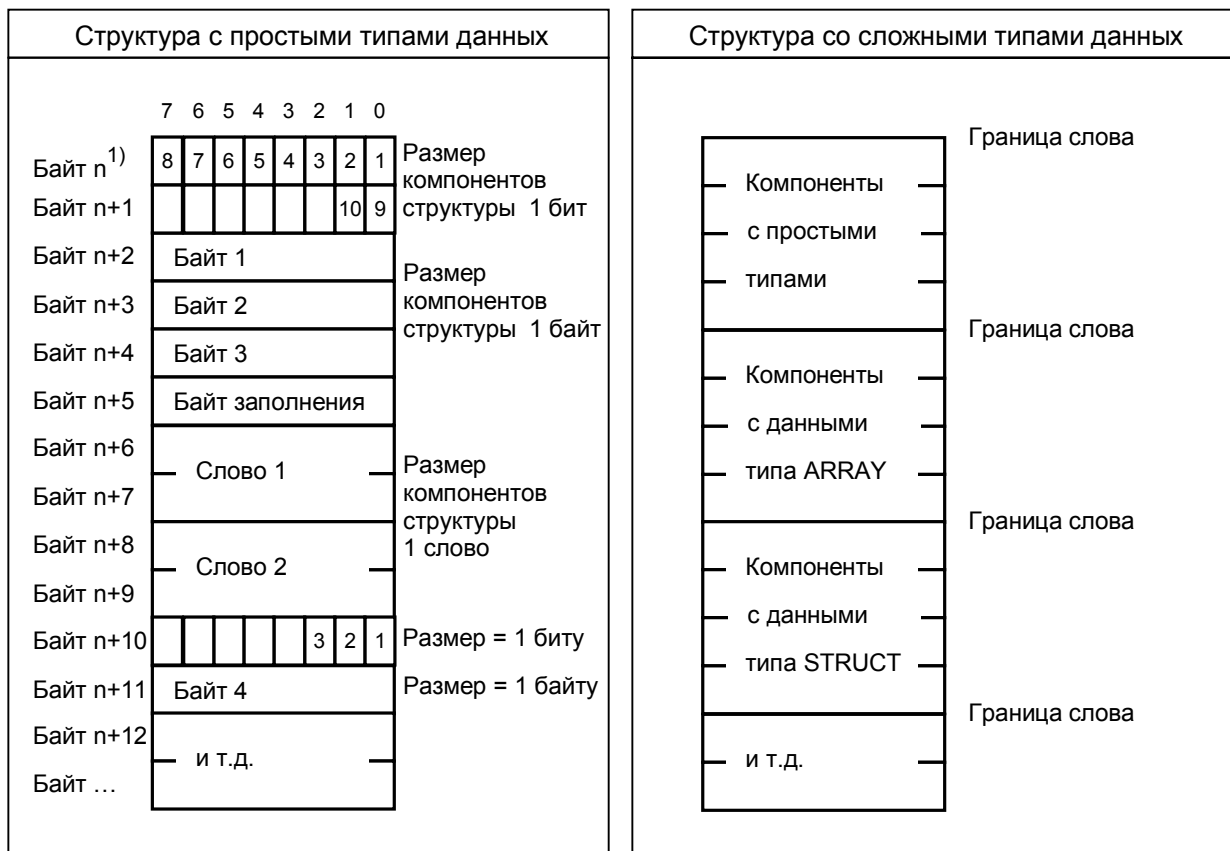 Структура с простыми типами данных
7 6 5 4 3 2 1 0
Байт n1) 8 7 6 5 4 3 2 1
Байт n+1 10 9
Размер
компонентов
структуры 1 бит
Байт n+2 Байт 1
Байт n+3 Байт 2
Байт n+4 Байт 3
Размер
компонентов
структуры 1 байт
Байт n+5 Байт заполнения
Байт n+6
Слово 1
Байт n+7
Размер
компонентов
структуры
1 слово
Байт n+8
Слово 2
Байт n+9
Байт n+10 3 2 1 Размер = 1 биту
Байт n+11 Байт 4 Размер = 1 байту
Байт n+12
и т.д.
Байт …
Структура со сложными типами данных
Граница слова
Компоненты
с простыми
типами
Граница слова
Компоненты
с данными
типа ARRAY
Граница слова
Компоненты
с данными
типа STRUCT
Граница слова
и т.д.